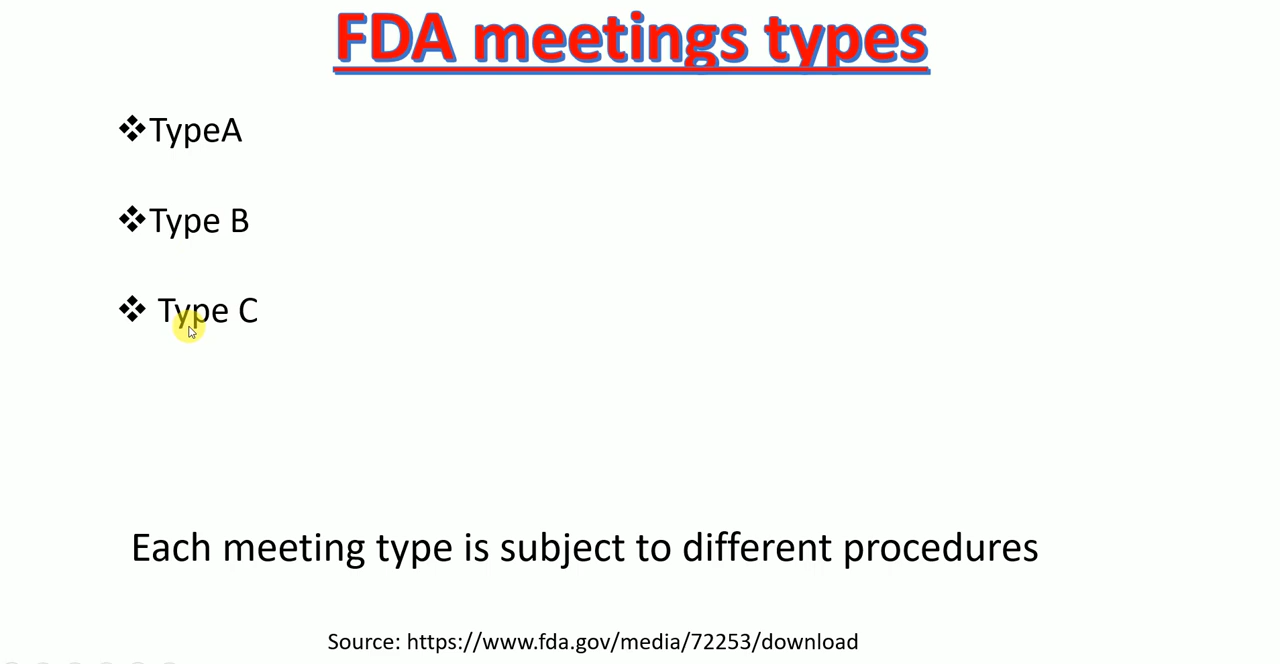 FDA meetings types
❖TypeA
❖Type B
❖ Type C
Each meeting type is subject to different procedures
Source: https://www.fda.gov/media/72253/download